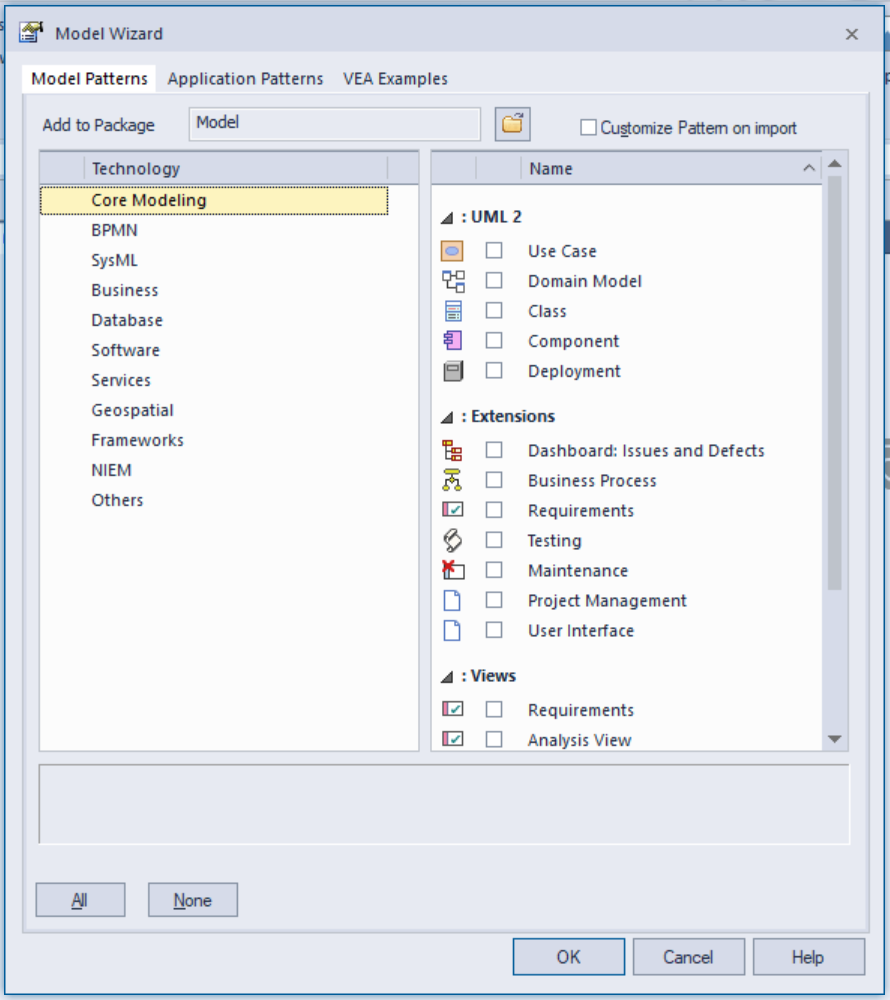 Model Wizard
Model Patterns Application Patterns VEA Examples
Add to Package Model Customize Pattern on import
Technology
Core Modeling
BPMN
SysML
Business
Database
Software
Services
Geospatial
Frameworks
NIEM
Others
Name
: UML 2
Use Case
Domain Model
Class
Component
Deployment
: Extensions
Dashboard: Issues and Defects
Business Process
Requirements
Testing
Maintenance
Project Management
User Interface
: Views
Requirements
Analysis View
All None
OK Cancel Help